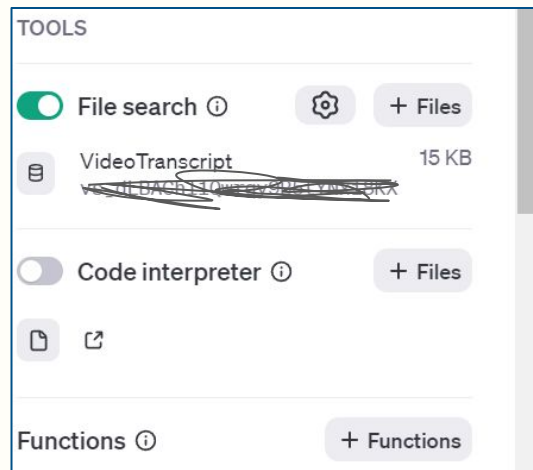 TOOLS
File search
+ Files
VideoTranscript
15 KB
Code interpreter
+ Files
Functions
+ Functions